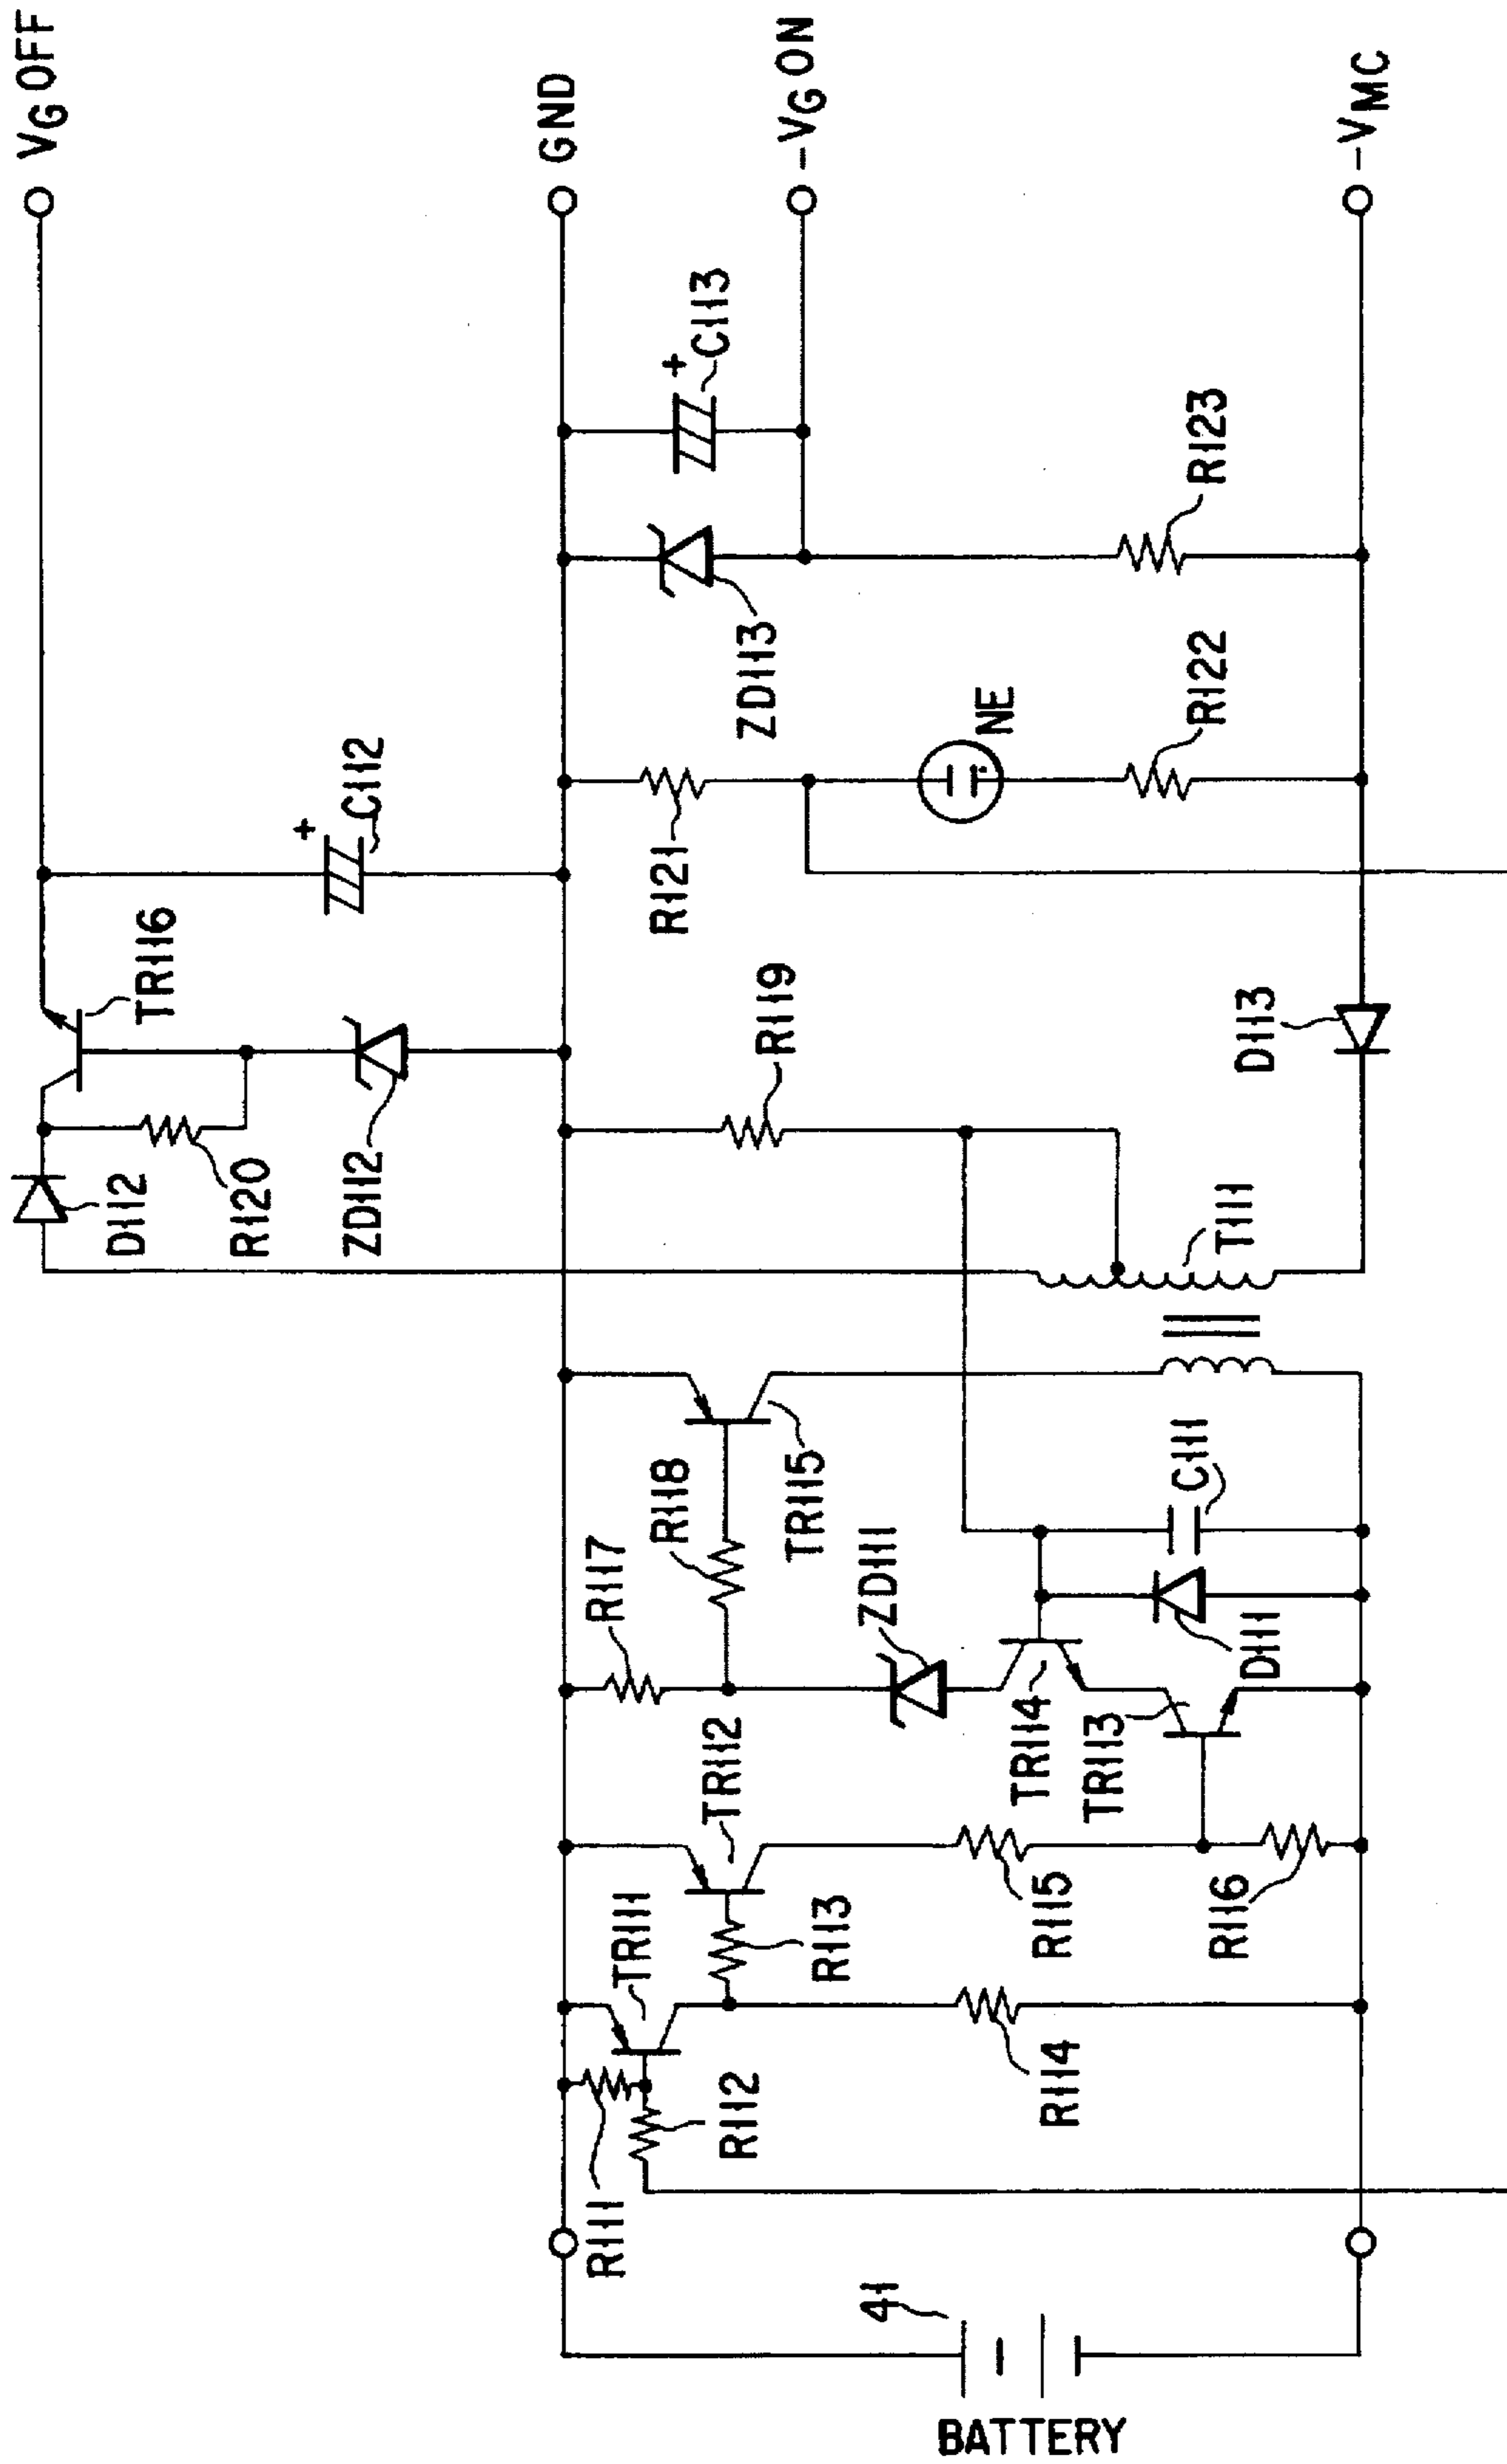 VG OFF
GND
-VG ON
-VMC
C113
+
R123
ZD113
NE
R122
C112
+
R121
TR116
R119
D113
D112
R120
ZD112
T111
R118
TR115
C111
R117
ZD111
D111
TR114
TR113
TR112
R115
R116
TR111
R113
R114
R112
R111
41
BATTERY